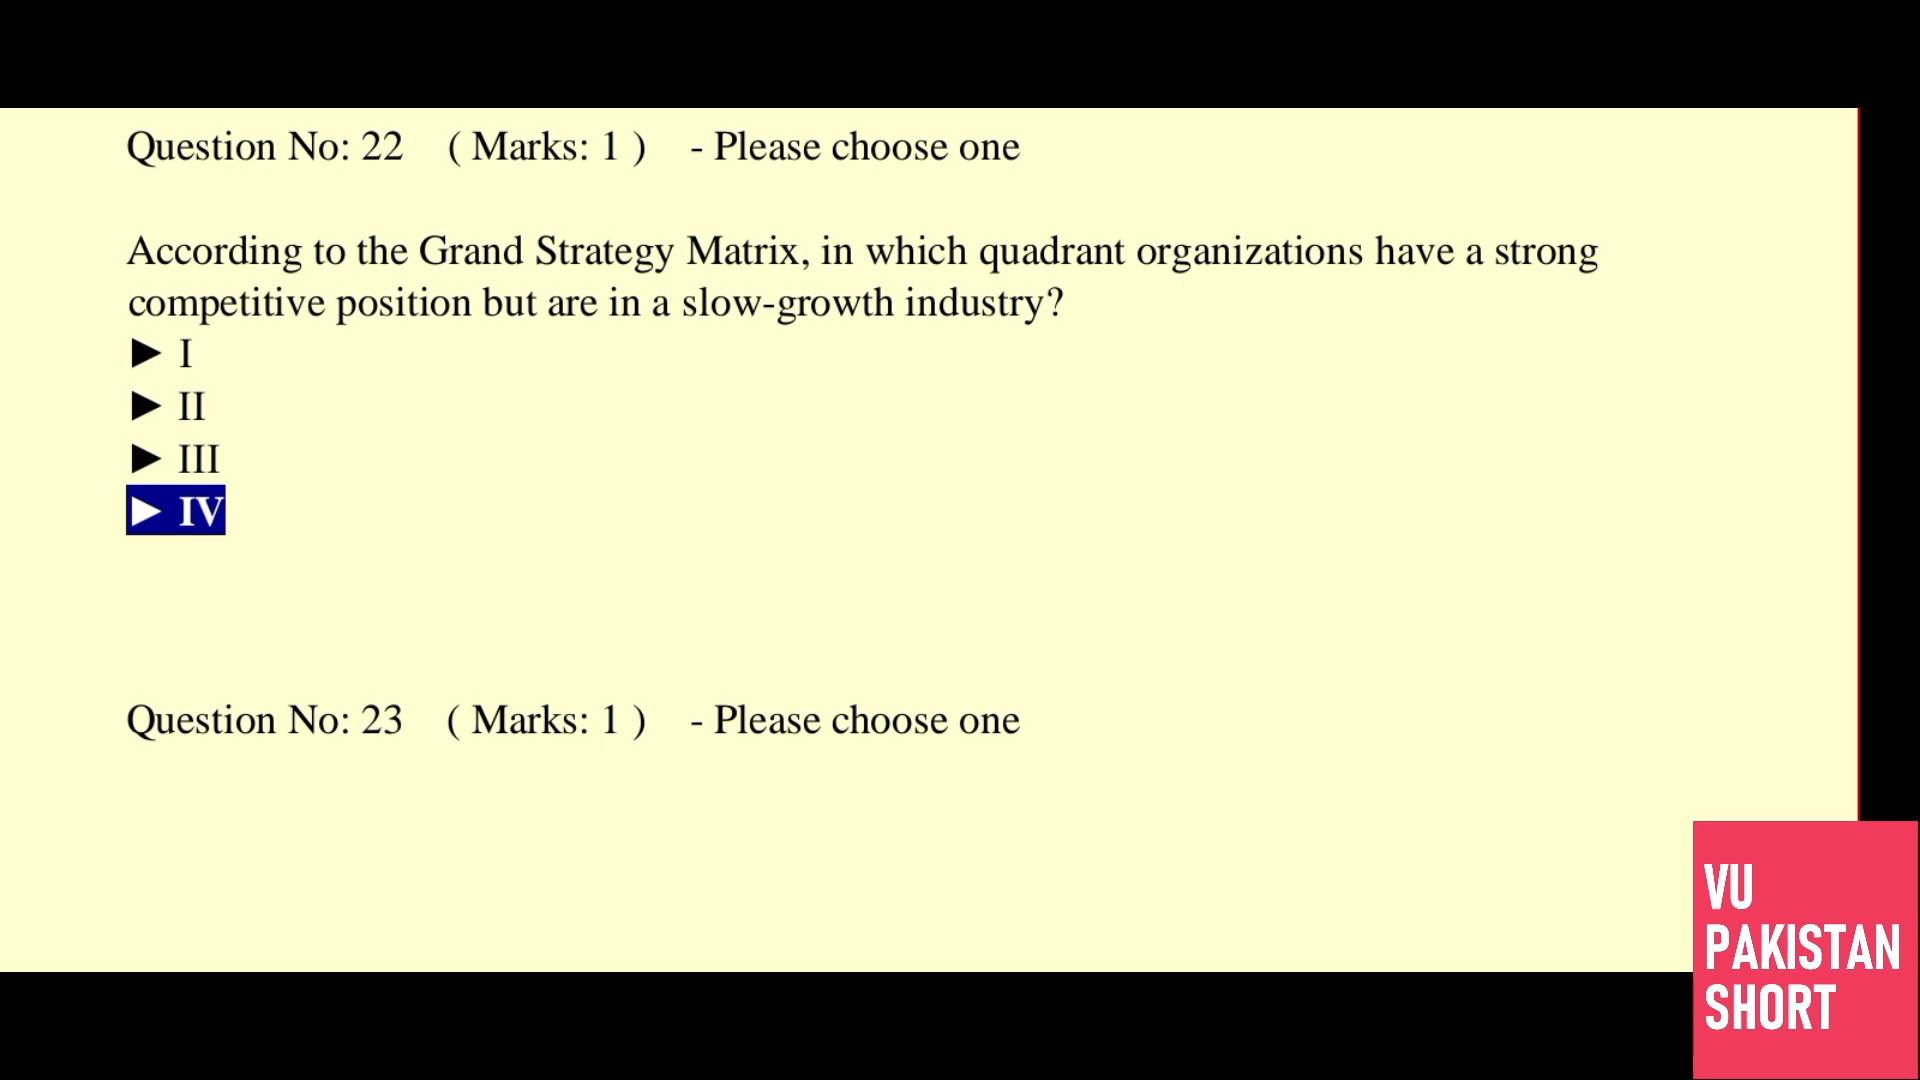 Question No: 22 ( Marks: 1 ) - Please choose one
According to the Grand Strategy Matrix, in which quadrant organizations have a strong
competitive position but are in a slow-growth industry?
► I
► II
► III
► IV
Question No: 23 ( Marks: 1 ) - Please choose one
VU
PAKISTAN
SHORT